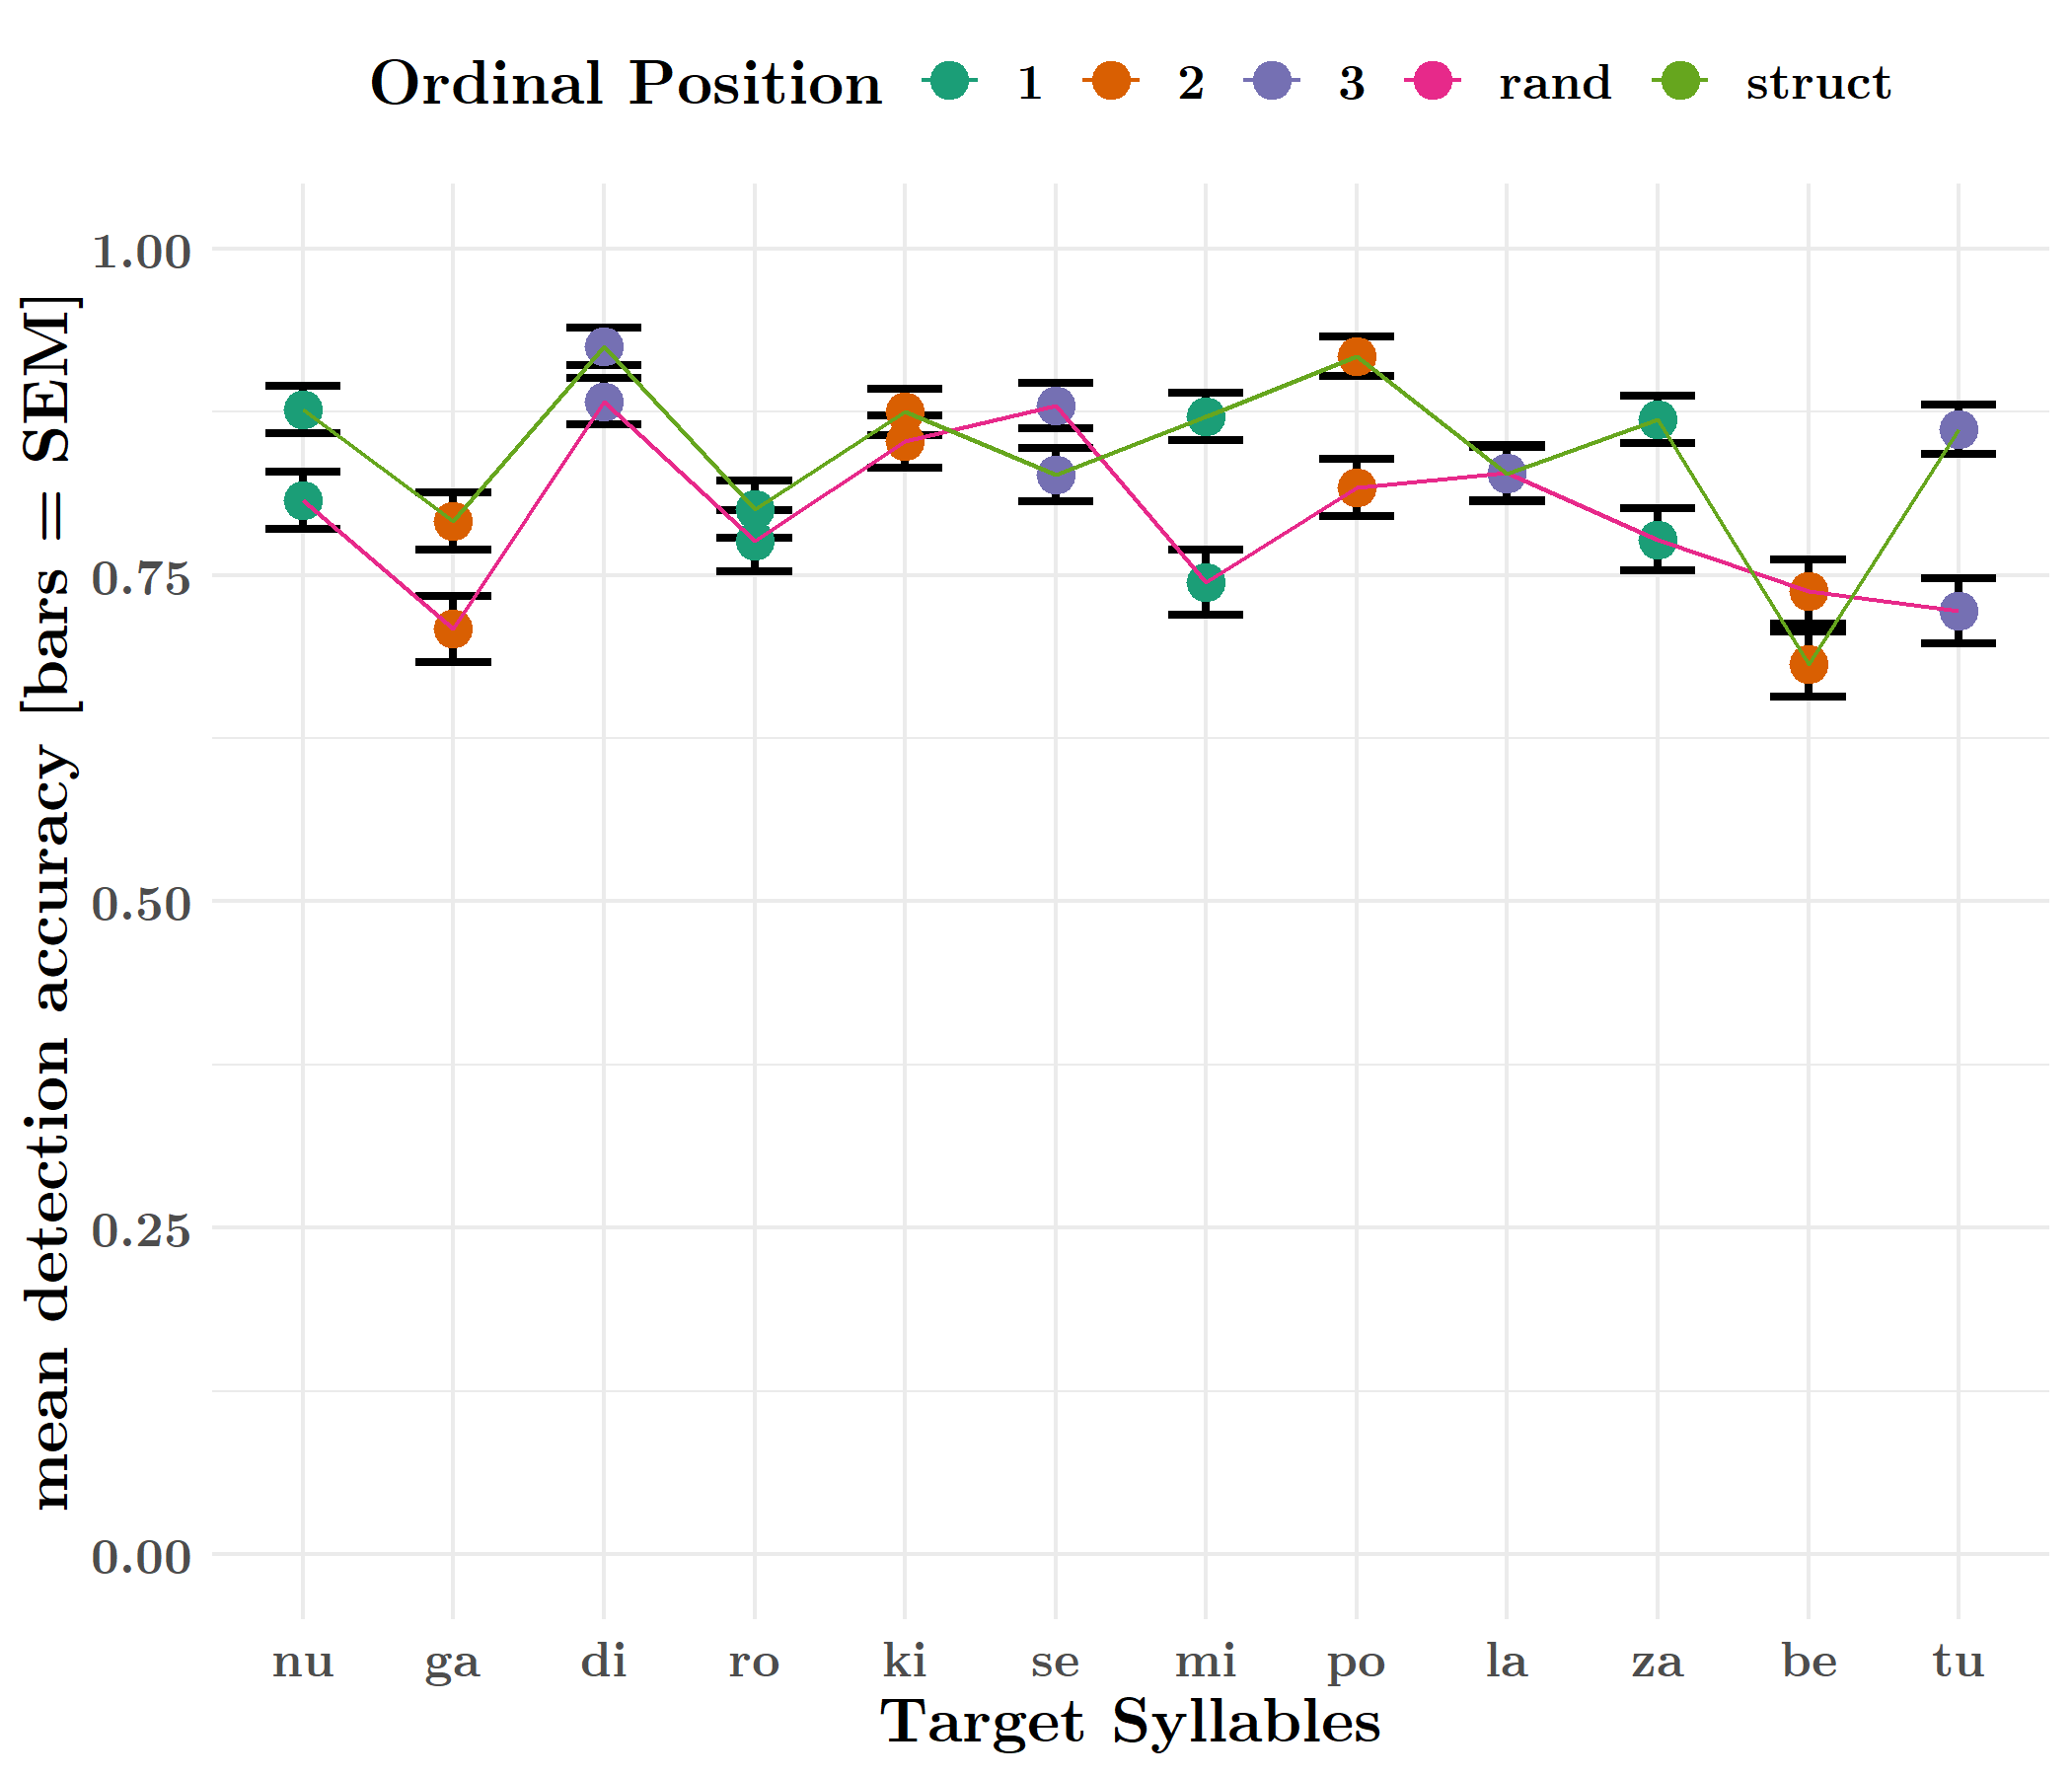 Ordinal Position 1 2 3 rand struct
mean detection accuracy [bars = SEM]
1.00
0.75
0.50
0.25
0.00
nu ga di ro ki se mi po la za be tu
Target Syllables